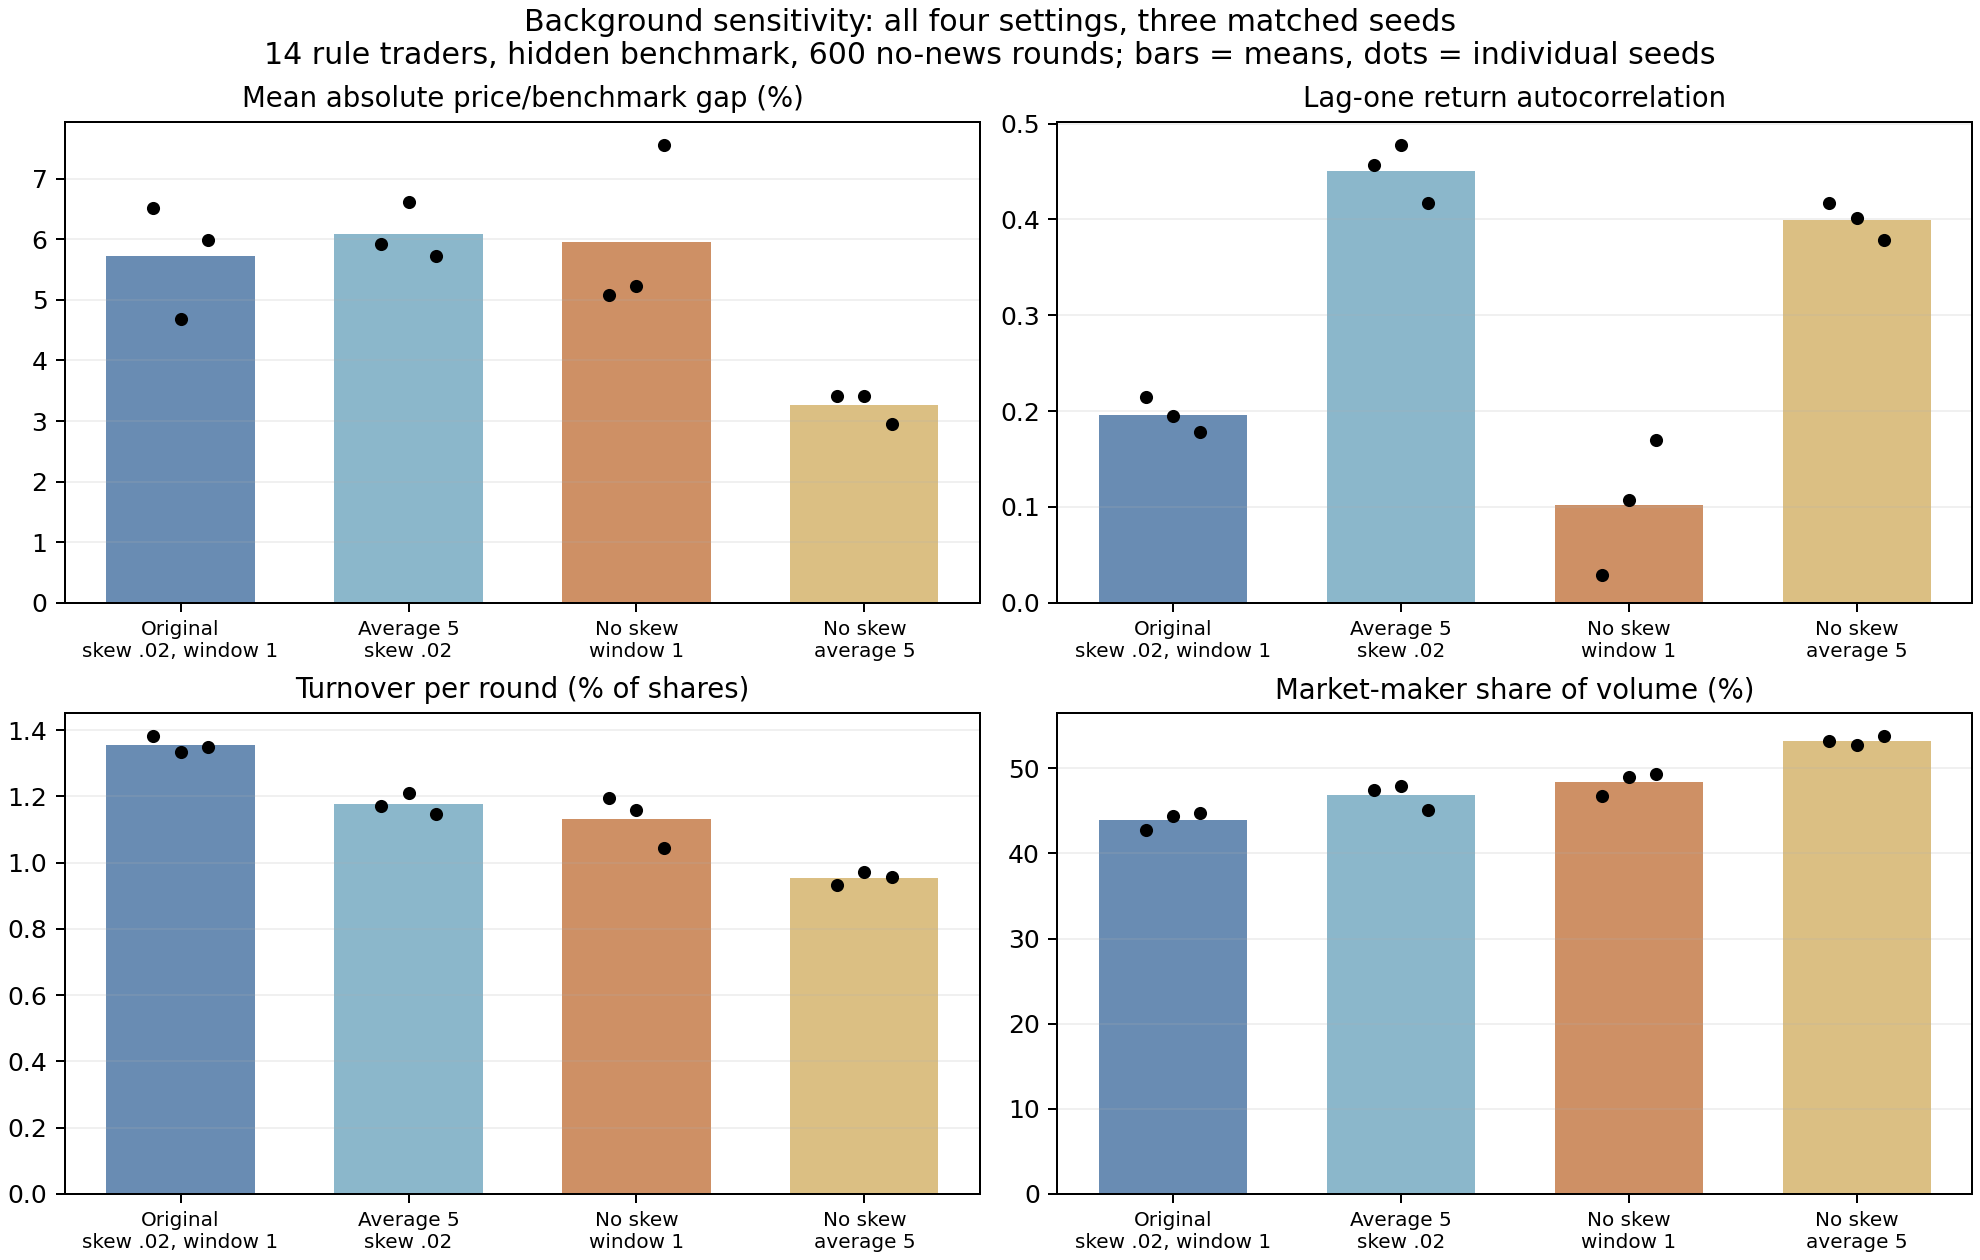 Background sensitivity: all four settings, three matched seeds
14 rule traders, hidden benchmark, 600 no-news rounds; bars = means, dots = individual seeds
Mean absolute price/benchmark gap (%)
7
6
5
4
3
2
1
0
Original
skew .02, window 1
Average 5
skew .02
No skew
window 1
No skew
average 5
Lag-one return autocorrelation
0.5
0.4
0.3
0.2
0.1
0.0
Original
skew .02, window 1
Average 5
skew .02
No skew
window 1
No skew
average 5
Turnover per round (% of shares)
1.4
1.2
1.0
0.8
0.6
0.4
0.2
0.0
Original
skew .02, window 1
Average 5
skew .02
No skew
window 1
No skew
average 5
Market-maker share of volume (%)
50
40
30
20
10
0
Original
skew .02, window 1
Average 5
skew .02
No skew
window 1
No skew
average 5